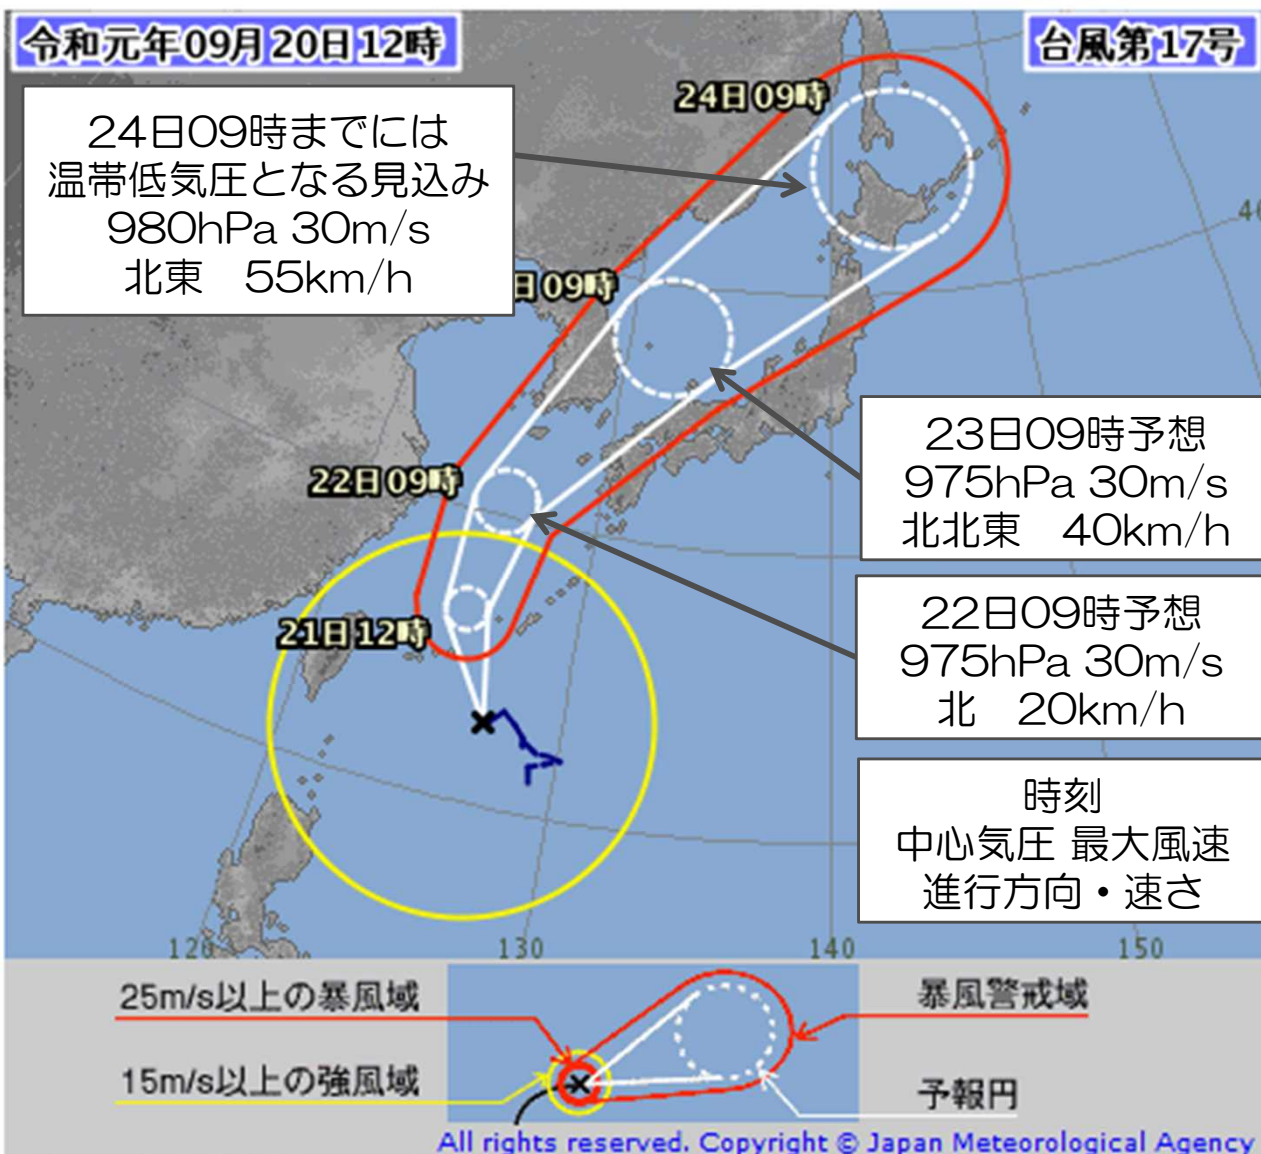 令和元年09月20日12時
台風第17号
24日09時までには
温帯低気圧となる見込み
980hPa 30m/s
北東　55km/h
24日09時
日09時
22日09時
21日12時
23日09時予想
975hPa 30m/s
北北東　40km/h
22日09時予想
975hPa 30m/s
北　20km/h
時刻
中心気圧 最大風速
進行方向・速さ
120
130
140
150
25m/s以上の暴風域
暴風警戒域
15m/s以上の強風域
予報円
All rights reserved. Copyright © Japan Meteorological Agency